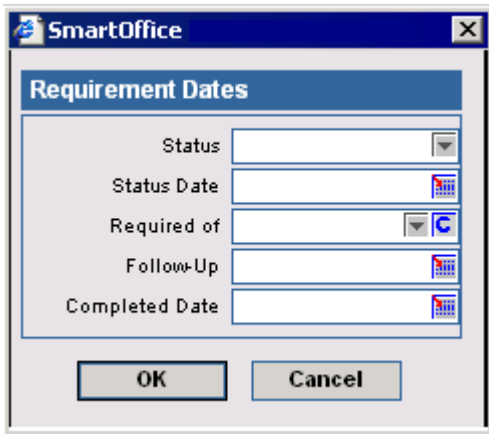 SmartOffice
Requirement Dates
Status
Status Date
Required of
C
Follow-Up
Completed Date
OK Cancel